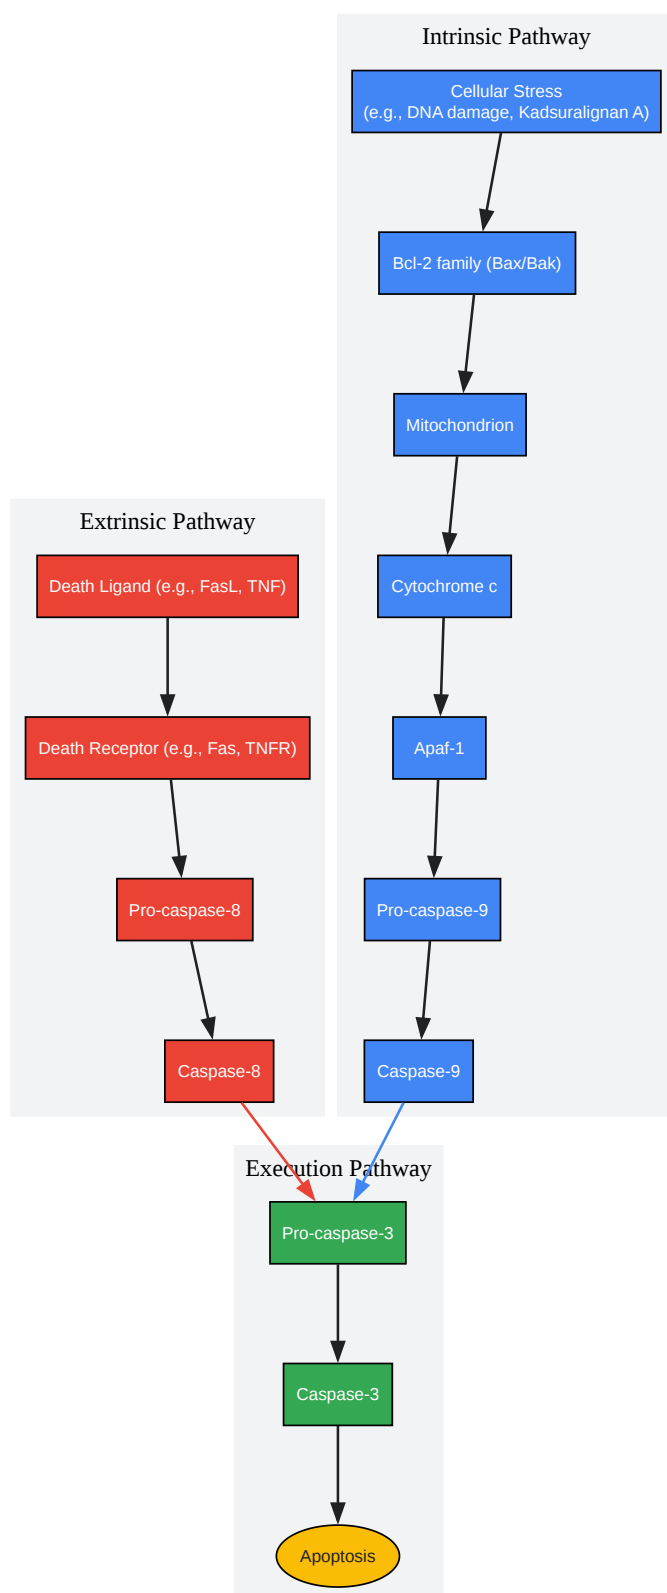 Intrinsic Pathway
Cellular Stress
(e.g., DNA damage, Kadsuralignan A)
Bcl-2 family (Bax/Bak)
Mitochondrion
Cytochrome c
Apaf-1
Pro-caspase-9
Caspase-9
Extrinsic Pathway
Death Ligand (e.g., FasL, TNF)
Death Receptor (e.g., Fas, TNFR)
Pro-caspase-8
Caspase-8
Execution Pathway
Pro-caspase-3
Caspase-3
Apoptosis